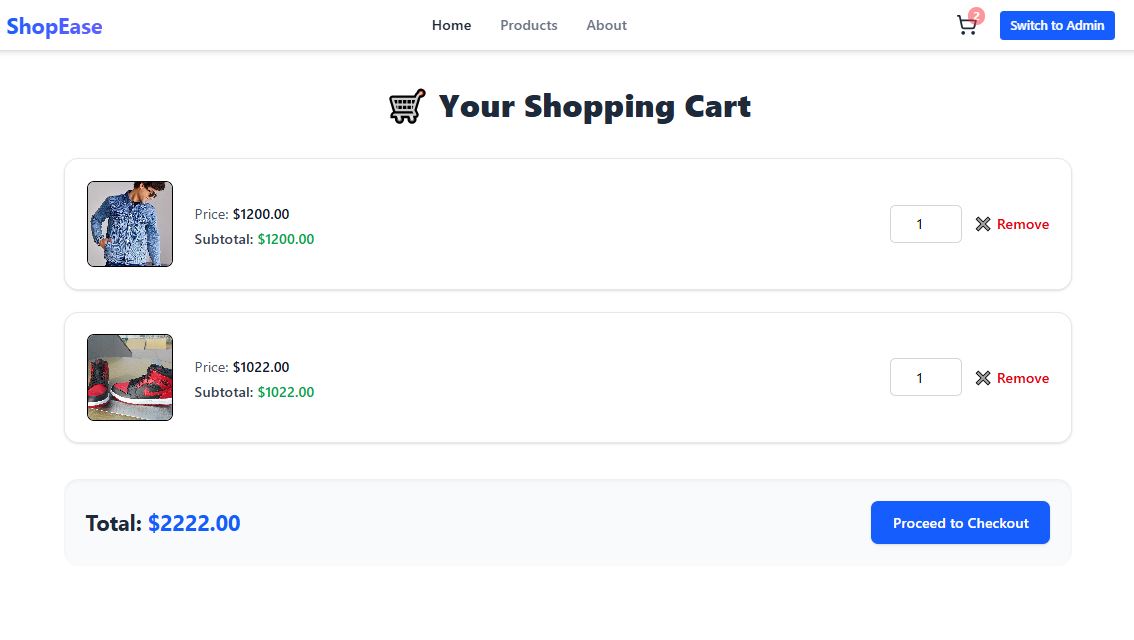 ShopEase
Home Products About
2
Switch to Admin
Your Shopping Cart
Price: $1200.00
Subtotal: $1200.00
1
Remove
Price: $1022.00
Subtotal: $1022.00
1
Remove
Total: $2222.00
Proceed to Checkout